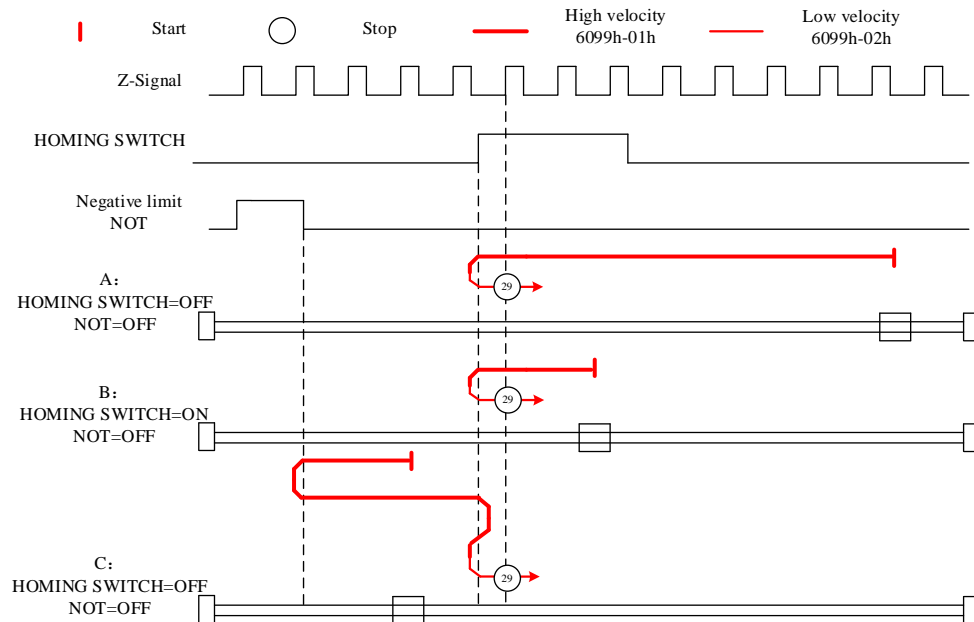 Start
Stop
High velocity
6099h-01h
Low velocity
6099h-02h
Z-Signal
HOMING SWITCH
Negative limit
NOT
A：
HOMING SWITCH=OFF
NOT=OFF
29
B：
HOMING SWITCH=ON
NOT=OFF
29
C：
HOMING SWITCH=OFF
NOT=OFF
29